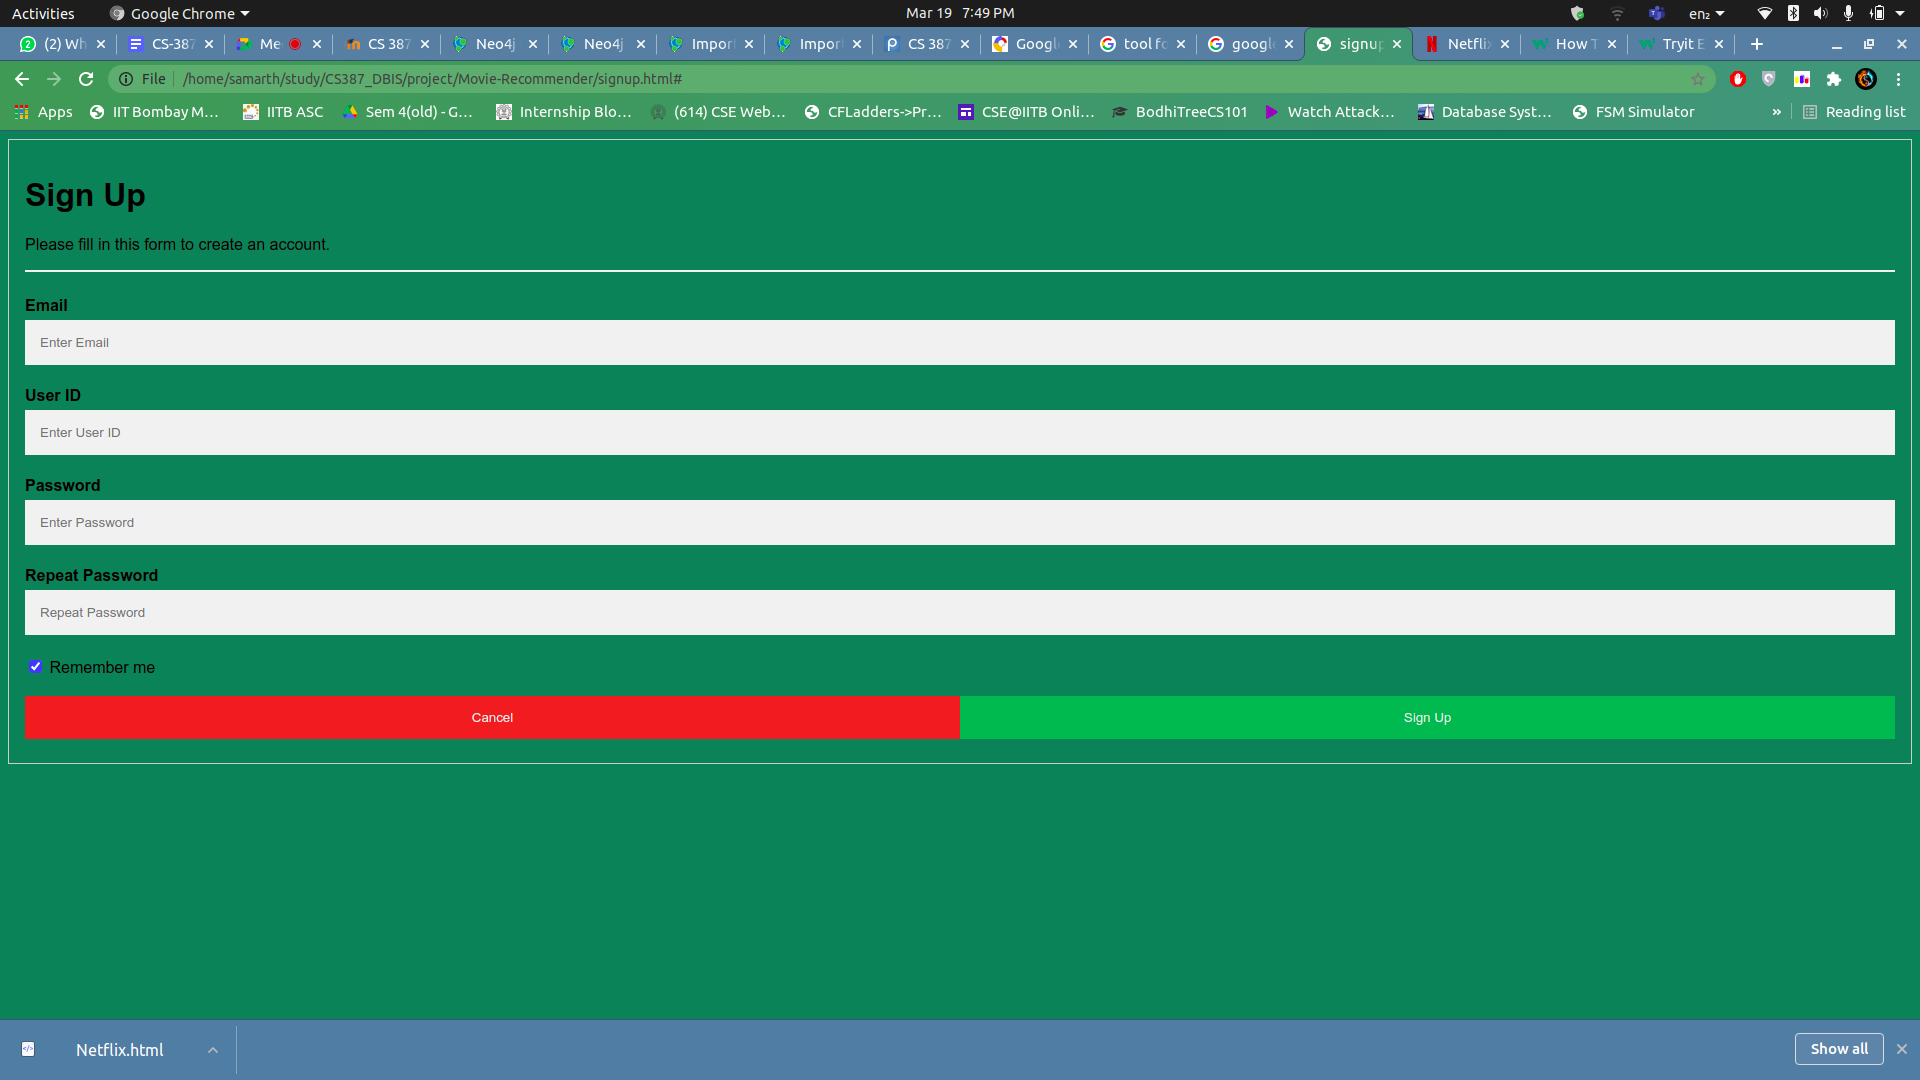 Activities Google Chrome Mar 19 7:49 PM en₂
(2) Wh CS-387 Me CS 387 Neo4j Neo4j Import Import CS 387 Googl tool fo google signup Netflix How T Tryit E
File /home/samarth/study/CS387_DBIS/project/Movie-Recommender/signup.html#
Apps IIT Bombay M... IITB ASC Sem 4(old) - G... Internship Blo... (614) CSE Web... CFLadders->Pr... CSE@IITB Onli... BodhiTreeCS101 Watch Attack... Database Syst... FSM Simulator » Reading list
Sign Up
Please fill in this form to create an account.
Email
Enter Email
User ID
Enter User ID
Password
Enter Password
Repeat Password
Repeat Password
Remember me
Cancel Sign Up
Netflix.html Show all